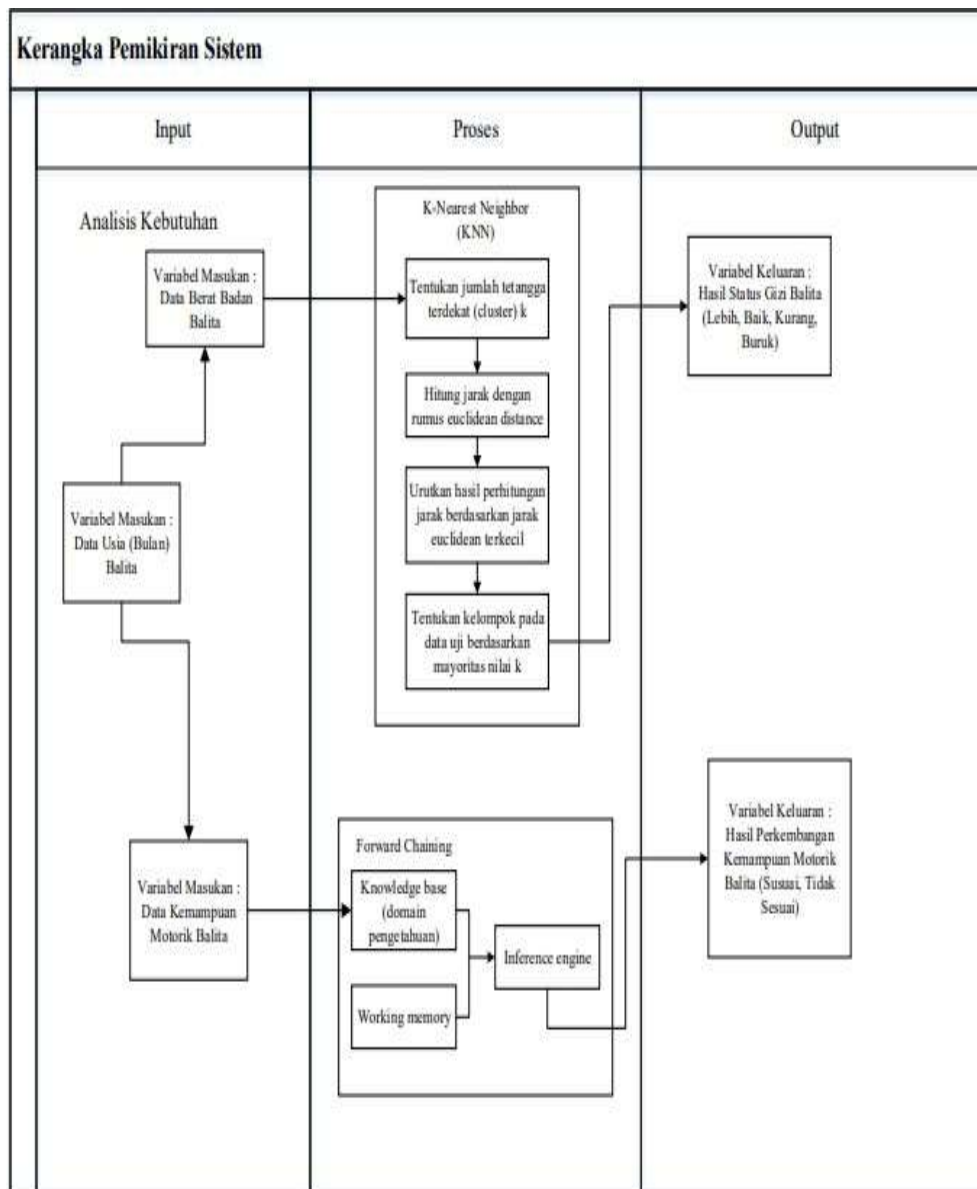 Kerangka Pemikiran Sistem
Input
Proses
Output
Analisis Kebutuhan
Variabel Masukan :
Data Berat Badan
Balita
Variabel Masukan :
Data Usia (Bulan)
Balita
Variabel Masukan :
Data Kemampuan
Motorik Balita
K-Nearest Neighbor
(KNN)
Tentukan jumlah tetangga
terdekat (cluster) k
Hitung jarak dengan
rumus euclidean distance
Urutkan hasil perhitungan
jarak berdasarkan jarak
euclidean terkecil
Tentukan kelompok pada
data uji berdasarkan
mayoritas nilai k
Forward Chaining
Knowledge base
(domain
pengetahuan)
Working memory
Inference engine
Variabel Keluaran :
Hasil Status Gizi Balita
(Lebih, Baik, Kurang,
Buruk)
Variabel Keluaran :
Hasil Perkembangan
Kemampuan Motorik
Balita (Susuai, Tidak
Sesuai)